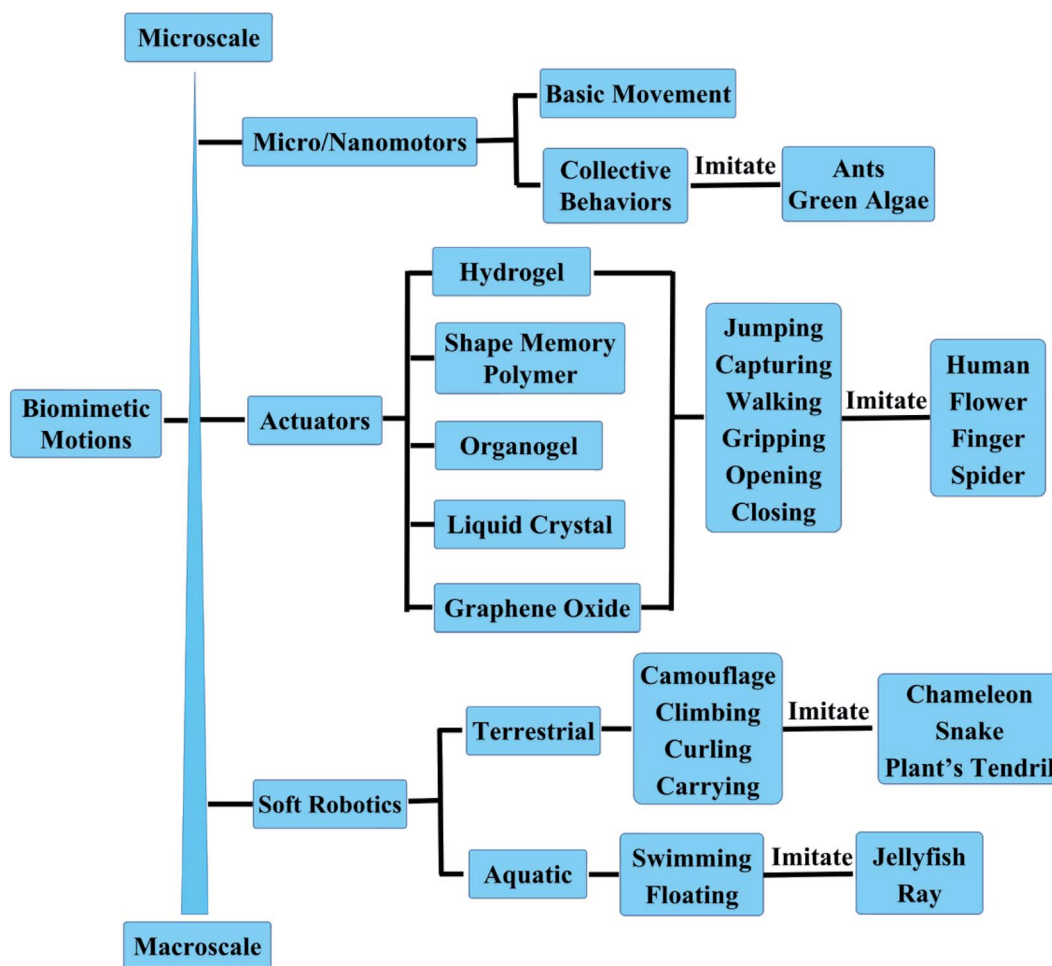 Microscale
Micro/Nanomotors
Basic Movement
Collective
Behaviors
Imitate
Ants
Green Algae
Biomimetic
Motions
Actuators
Hydrogel
Shape Memory
Polymer
Organogel
Liquid Crystal
Graphene Oxide
Jumping
Capturing
Walking
Gripping
Opening
Closing
Imitate
Human
Flower
Finger
Spider
Soft Robotics
Terrestrial
Camouflage
Climbing
Curling
Carrying
Imitate
Chameleon
Snake
Plant's Tendril
Aquatic
Swimming
Floating
Imitate
Jellyfish
Ray
Macroscale